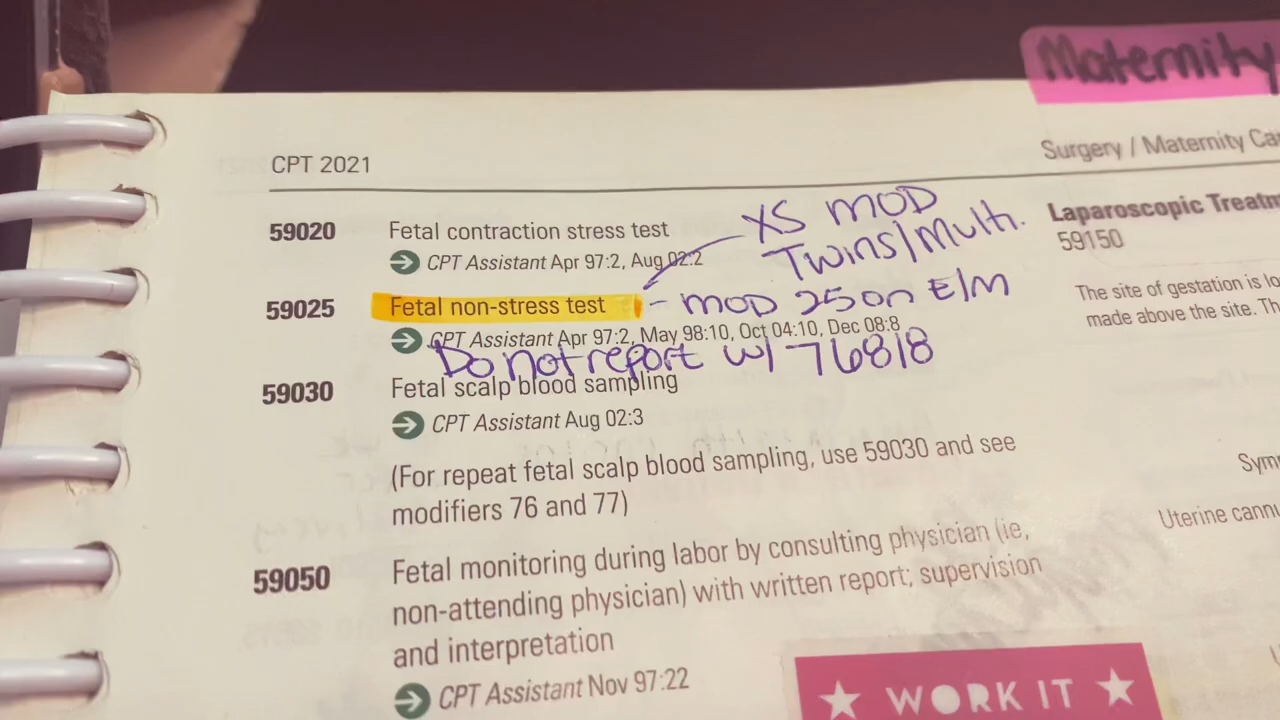 Maternity
CPT 2021
Surgery / Maternity Ca
59020 Fetal contraction stress test
CPT Assistant Apr 97:2, Aug 02:2
XS MOD
Twins/Mult.
59025 Fetal non-stress test - MOD 25 on E/M
CPT Assistant Apr 97:2, May 98:10, Oct 04:10, Dec 08:8
Do not report w/ 76818
59030 Fetal scalp blood sampling
CPT Assistant Aug 02:3
(For repeat fetal scalp blood sampling, use 59030 and see
modifiers 76 and 77)
59050 Fetal monitoring during labor by consulting physician (ie,
non-attending physician) with written report; supervision
and interpretation
CPT Assistant Nov 97:22
WORK IT
Laparoscopic Treatm
59150
The site of gestation is lo
made above the site. Th
Sym
Uterine cannu